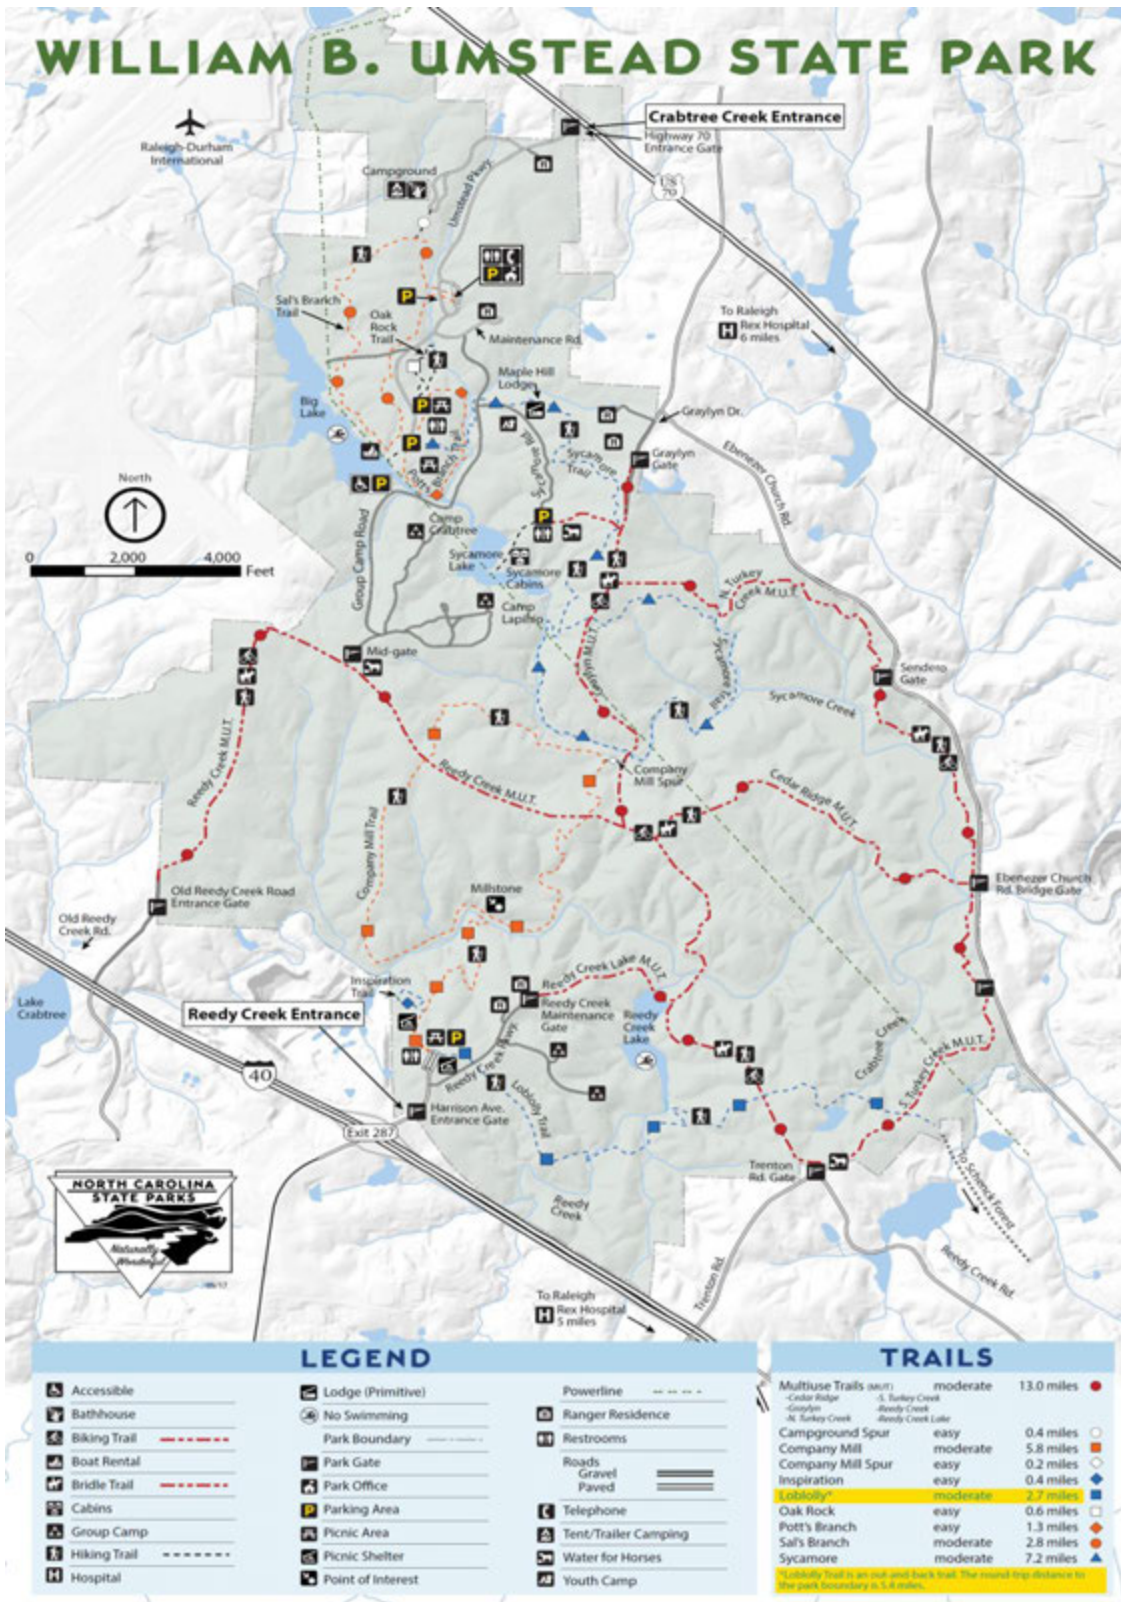 WILLIAM B. UMSTEAD STATE PARK
Crabtree Creek Entrance
Highway 70
Entrance Gate
Raleigh-Durham
International
Campground
Umstead Pkwy.
US
70
Sal's Branch
Trail
Oak
Rock
Trail
Maintenance Rd.
To Raleigh
Rex Hospital
6 miles
Maple Hill
Lodge
Big
Lake
Graylyn Dr.
Graylyn
Gate
Sycamore
Trail
S. Sycamore Rd.
Ebenezer Church Rd.
Pott's Branch Trail
North
0 2,000 4,000
Feet
Camp
Crabtree
Group Camp Road
Sycamore
Lake
Sycamore
Cabins
Camp
Lapihio
N. Turkey
Creek M.U.T.
Mid-gate
Graylyn M.U.T.
Sycamore Trail
Sendero
Gate
Sycamore Creek
Reedy Creek M.U.T.
Reedy Creek M.U.T.
Company
Mill Spur
Cedar Ridge M.U.T.
Company Mill Trail
Old Reedy Creek Road
Entrance Gate
Millstone
Ebenezer Church
Rd. Bridge Gate
Old Reedy
Creek Rd.
Inspiration
Trail
Reedy Creek Lake M.U.T.
Lake
Crabtree
Reedy Creek Entrance
Reedy Creek
Maintenance
Gate
Reedy
Creek
Lake
Crabtree Creek
40
Reedy Creek Pkwy.
S. Turkey Creek M.U.T.
Loblolly Trail
Harrison Ave.
Entrance Gate
Exit 287
Trenton
Rd. Gate
To Schenck Forest
NORTH CAROLINA
STATE PARKS
Naturally
Wonderful
Reedy
Creek
Trenton Rd.
Reedy Creek Rd.
To Raleigh
Rex Hospital
5 miles
LEGEND
Accessible
Bathhouse
Biking Trail
Boat Rental
Bridle Trail
Cabins
Group Camp
Hiking Trail
Hospital
Lodge (Primitive)
No Swimming
Park Boundary
Park Gate
Park Office
Parking Area
Picnic Area
Picnic Shelter
Point of Interest
Powerline
Ranger Residence
Restrooms
Roads
Gravel
Paved
Telephone
Tent/Trailer Camping
Water for Horses
Youth Camp
TRAILS
Multiuse Trails (MUT) moderate 13.0 miles
-Cedar Ridge -S. Turkey Creek
-Graylyn -Reedy Creek
-N. Turkey Creek -Reedy Creek Lake
Campground Spur easy 0.4 miles
Company Mill moderate 5.8 miles
Company Mill Spur easy 0.2 miles
Inspiration easy 0.4 miles
Loblolly* moderate 2.7 miles
Oak Rock easy 0.6 miles
Pott's Branch easy 1.3 miles
Sal's Branch moderate 2.8 miles
Sycamore moderate 7.2 miles
*Loblolly Trail is an out-and-back trail. The round-trip distance to
the park boundary is 5.4 miles.